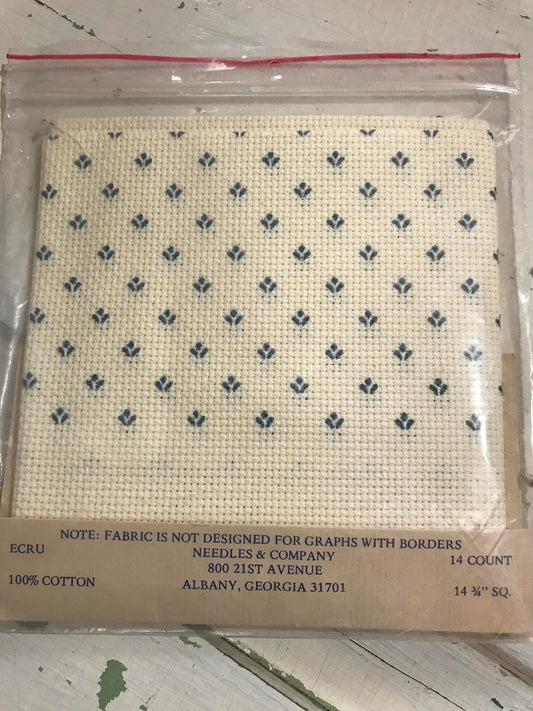 NOTE: FABRIC IS NOT DESIGNED FOR GRAPHS WITH BORDERS
ECRU NEEDLES & COMPANY 14 COUNT
800 21ST AVENUE
100% COTTON ALBANY, GEORGIA 31701 14 ¾" SQ.